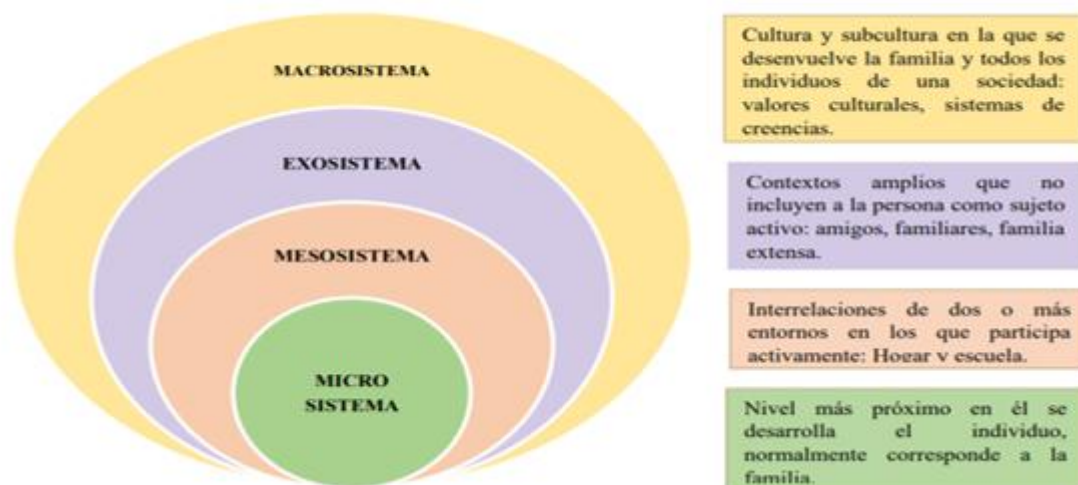 MACROSISTEMA
EXOSISTEMA
MESOSISTEMA
MICRO
SISTEMA
Cultura y subcultura en la que se
desenvuelve la familia y todos los
individuos de una sociedad:
valores culturales, sistemas de
creencias.
Contextos amplios que no
incluyen a la persona como sujeto
activo: amigos, familiares, familia
extensa.
Interrelaciones de dos o más
entornos en los que participa
activamente: Hogar y escuela.
Nivel más próximo en él se
desarrolla el individuo,
normalmente corresponde a la
familia.